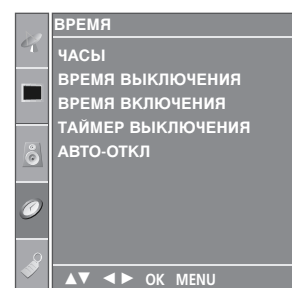 ВРЕМЯ
ЧАСЫ
ВРЕМЯ ВЫКЛЮЧЕНИЯ
ВРЕМЯ ВКЛЮЧЕНИЯ
ТАЙМЕР ВЫКЛЮЧЕНИЯ
АВТО-ОТКЛ
▲▼ ◄► OK MENU